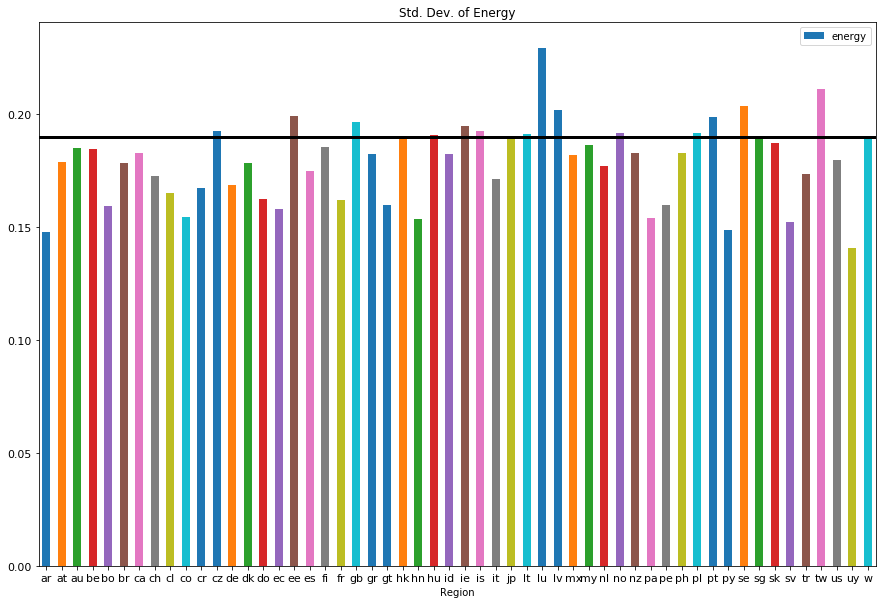 Std. Dev. of Energy
energy
0.20
0.15
0.10
0.05
0.00
ar at au be bo br ca ch cl co cr cz de dk do ec ee es fi fr gb gr gt hk hn hu id ie is it jp lt lu lv mx my nl no nz pa pe ph pl pt py se sg sk sv tr tw us uy w
Region